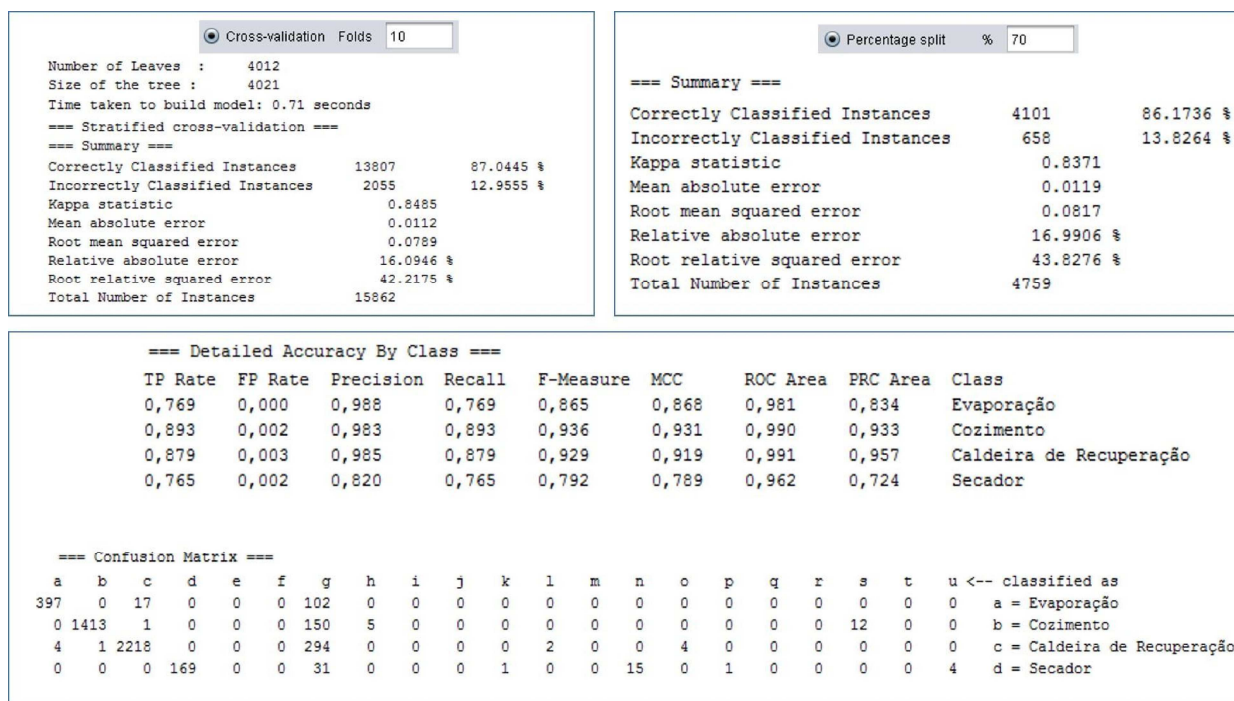 Cross-validation Folds 10
Number of Leaves : 4012
Size of the tree : 4021
Time taken to build model: 0.71 seconds
=== Stratified cross-validation ===
=== Summary ===
Correctly Classified Instances 13807 87.0445 %
Incorrectly Classified Instances 2055 12.9555 %
Kappa statistic 0.8485
Mean absolute error 0.0112
Root mean squared error 0.0789
Relative absolute error 16.0946 %
Root relative squared error 42.2175 %
Total Number of Instances 15862
Percentage split % 70
=== Summary ===
Correctly Classified Instances 4101 86.1736 %
Incorrectly Classified Instances 658 13.8264 %
Kappa statistic 0.8371
Mean absolute error 0.0119
Root mean squared error 0.0817
Relative absolute error 16.9906 %
Root relative squared error 43.8276 %
Total Number of Instances 4759
=== Detailed Accuracy By Class ===
TP Rate FP Rate Precision Recall F-Measure MCC ROC Area PRC Area Class
0,769 0,000 0,988 0,769 0,865 0,868 0,981 0,834 Evaporação
0,893 0,002 0,983 0,893 0,936 0,931 0,990 0,933 Cozimento
0,879 0,003 0,985 0,879 0,929 0,919 0,991 0,957 Caldeira de Recuperação
0,765 0,002 0,820 0,765 0,792 0,789 0,962 0,724 Secador
=== Confusion Matrix ===
a b c d e f g h i j k l m n o p q r s t u <-- classified as
397 0 17 0 0 0 102 0 0 0 0 0 0 0 0 0 0 0 0 0 0 a = Evaporação
0 1413 1 0 0 0 150 5 0 0 0 0 0 0 0 0 0 0 12 0 0 b = Cozimento
4 1 2218 0 0 0 294 0 0 0 0 2 0 0 4 0 0 0 0 0 0 c = Caldeira de Recuperação
0 0 0 169 0 0 31 0 0 0 1 0 0 15 0 1 0 0 0 0 4 d = Secador